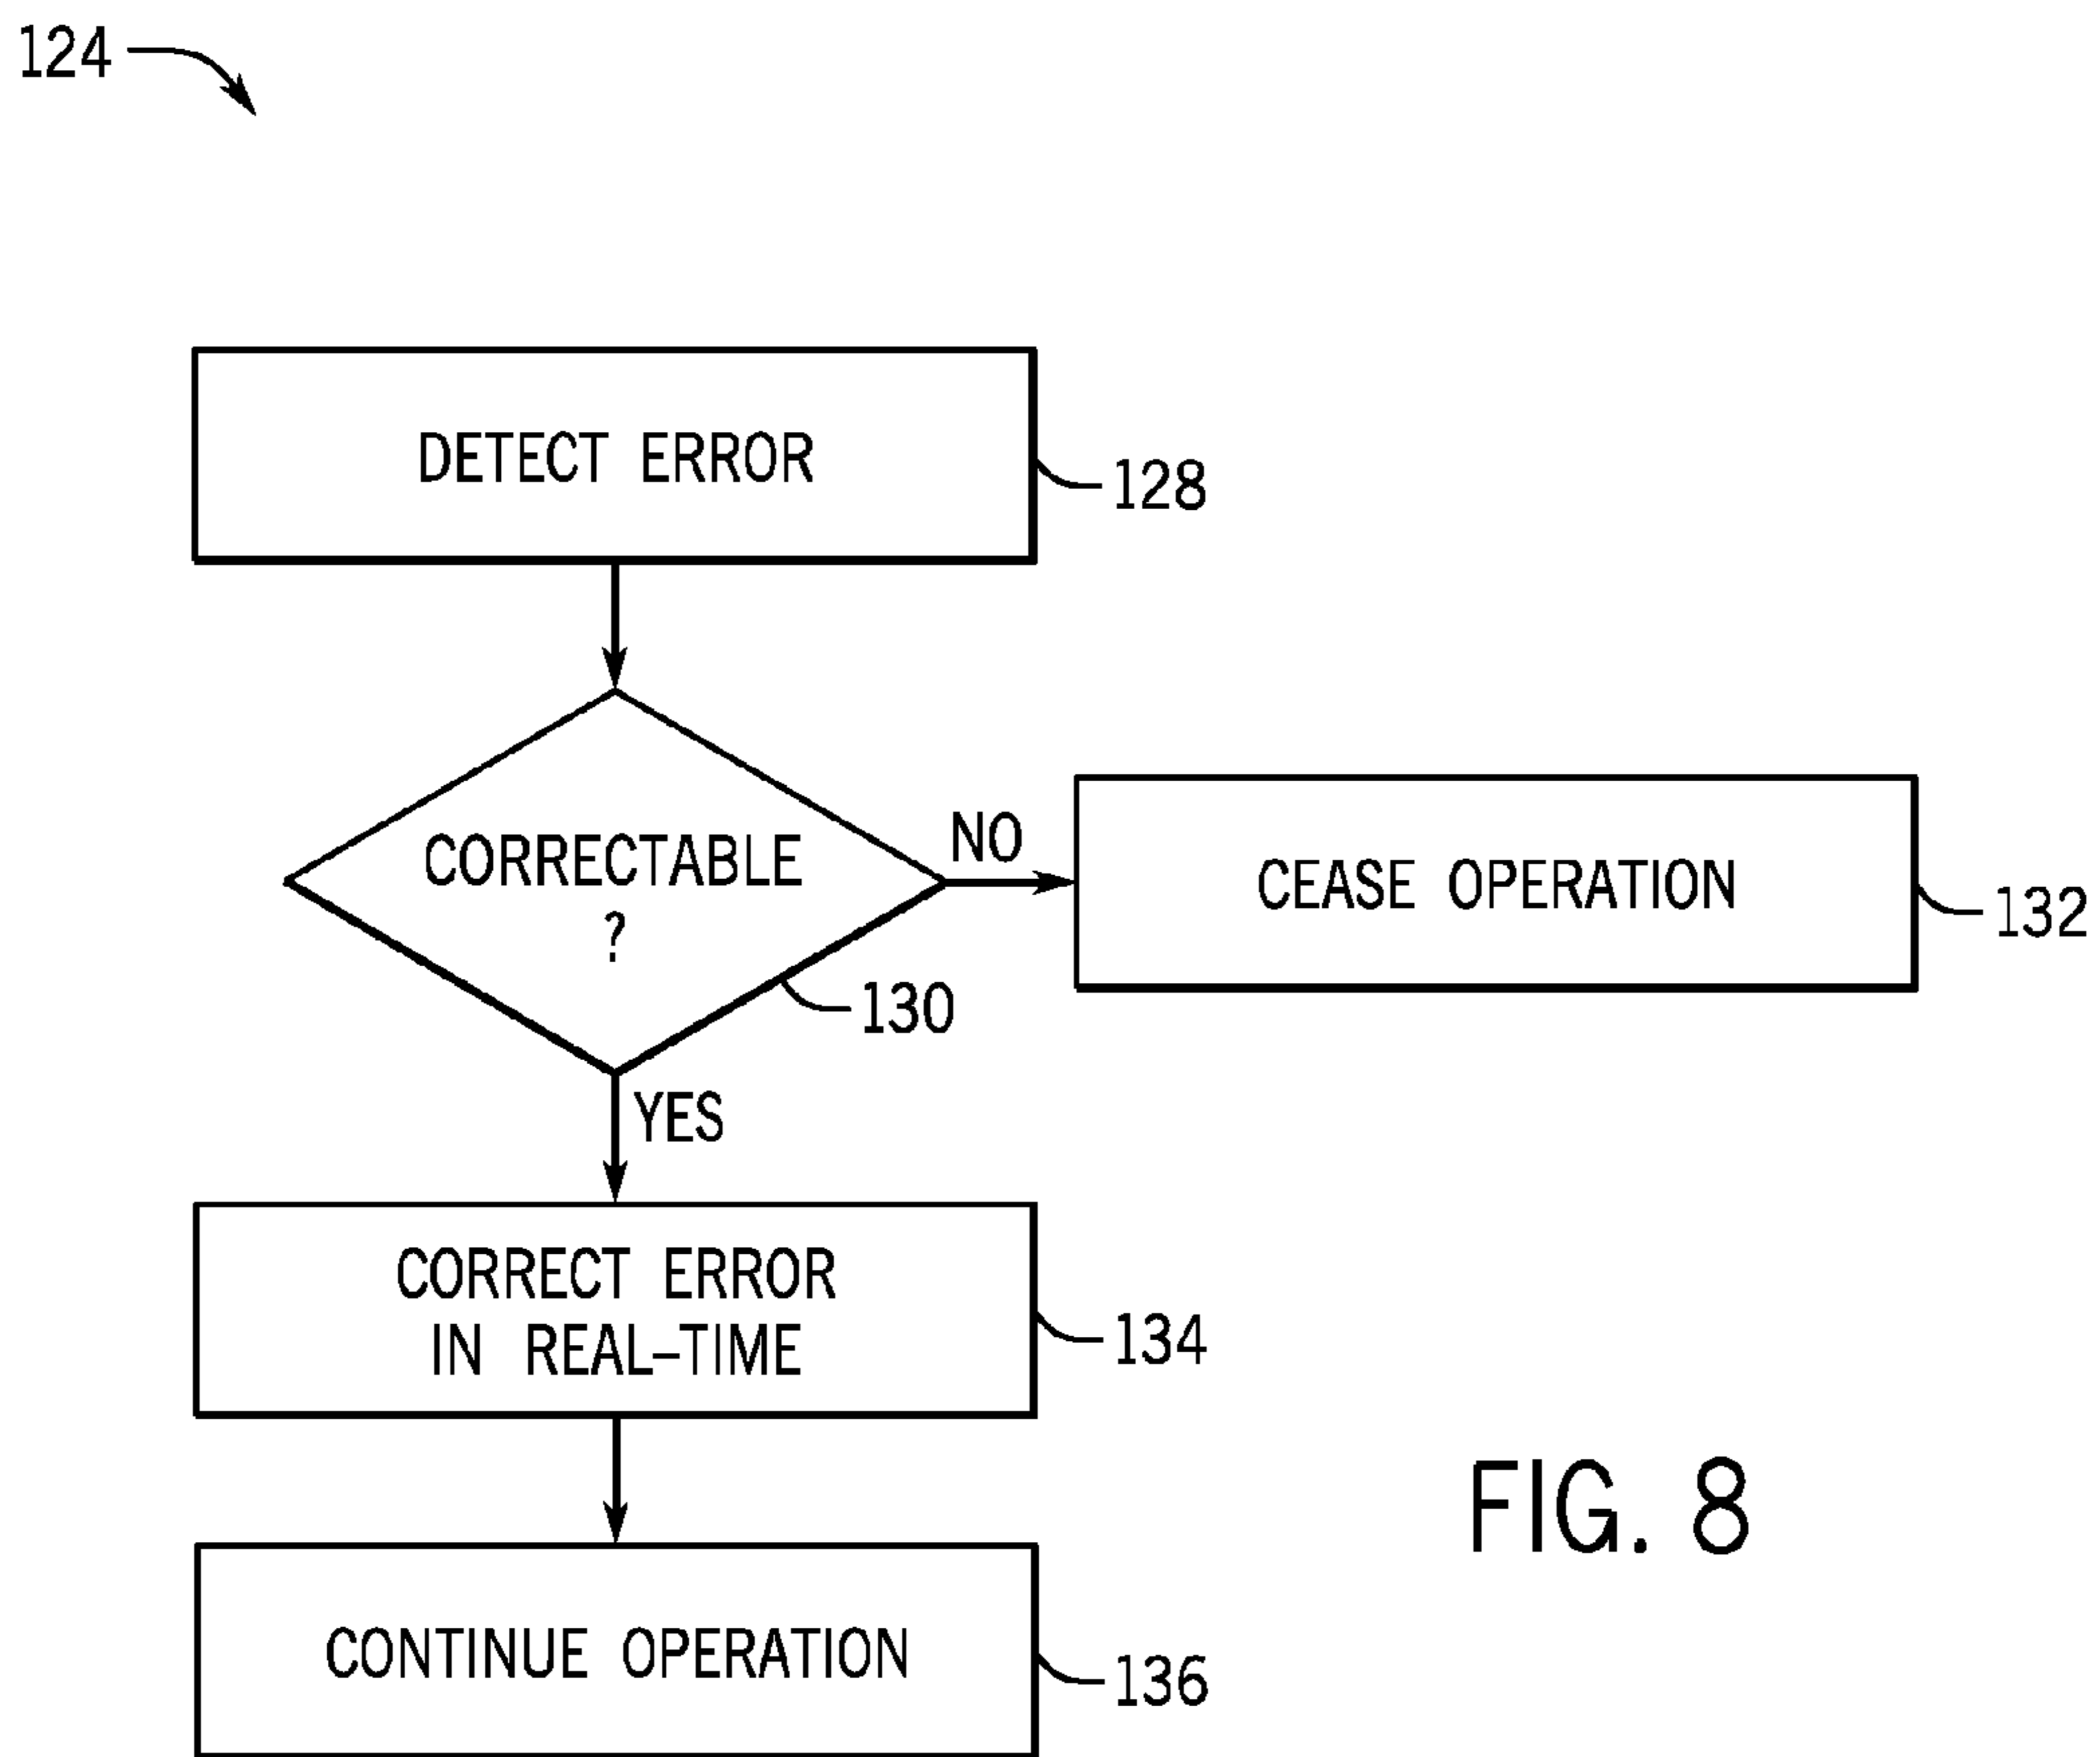 124
DETECT ERROR
128
CORRECTABLE
?
NO
130
CEASE OPERATION
132
YES
CORRECT ERROR
IN REAL-TIME
134
CONTINUE OPERATION
136
FIG. 8